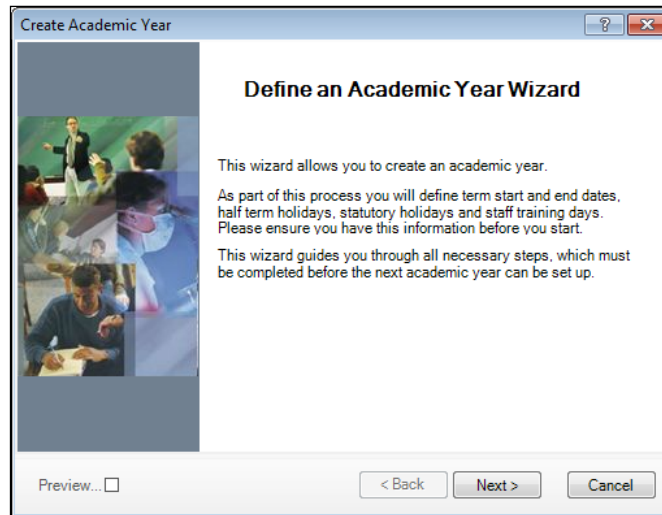 Create Academic Year
?
Define an Academic Year Wizard
This wizard allows you to create an academic year.
As part of this process you will define term start and end dates,
half term holidays, statutory holidays and staff training days.
Please ensure you have this information before you start.
This wizard guides you through all necessary steps, which must
be completed before the next academic year can be set up.
Preview...
< Back
Next >
Cancel